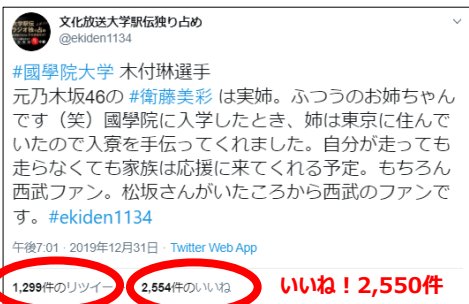 文化放送大学駅伝独り占め
@ekiden1134
#國學院大学 木付琳選手
元乃木坂46の #衛藤美彩 は実姉。ふつうのお姉ちゃん
です（笑）國學院に入学したとき、姉は東京に住んで
いたので入寮を手伝ってくれました。自分が走っても
走らなくても家族は応援に来てくれる予定。もちろん
西武ファン。松坂さんがいたころから西武のファンで
す。#ekiden1134
午後7:01 · 2019年12月31日 · Twitter Web App
1,299件のリツイート 2,554件のいいね いいね！2,550件